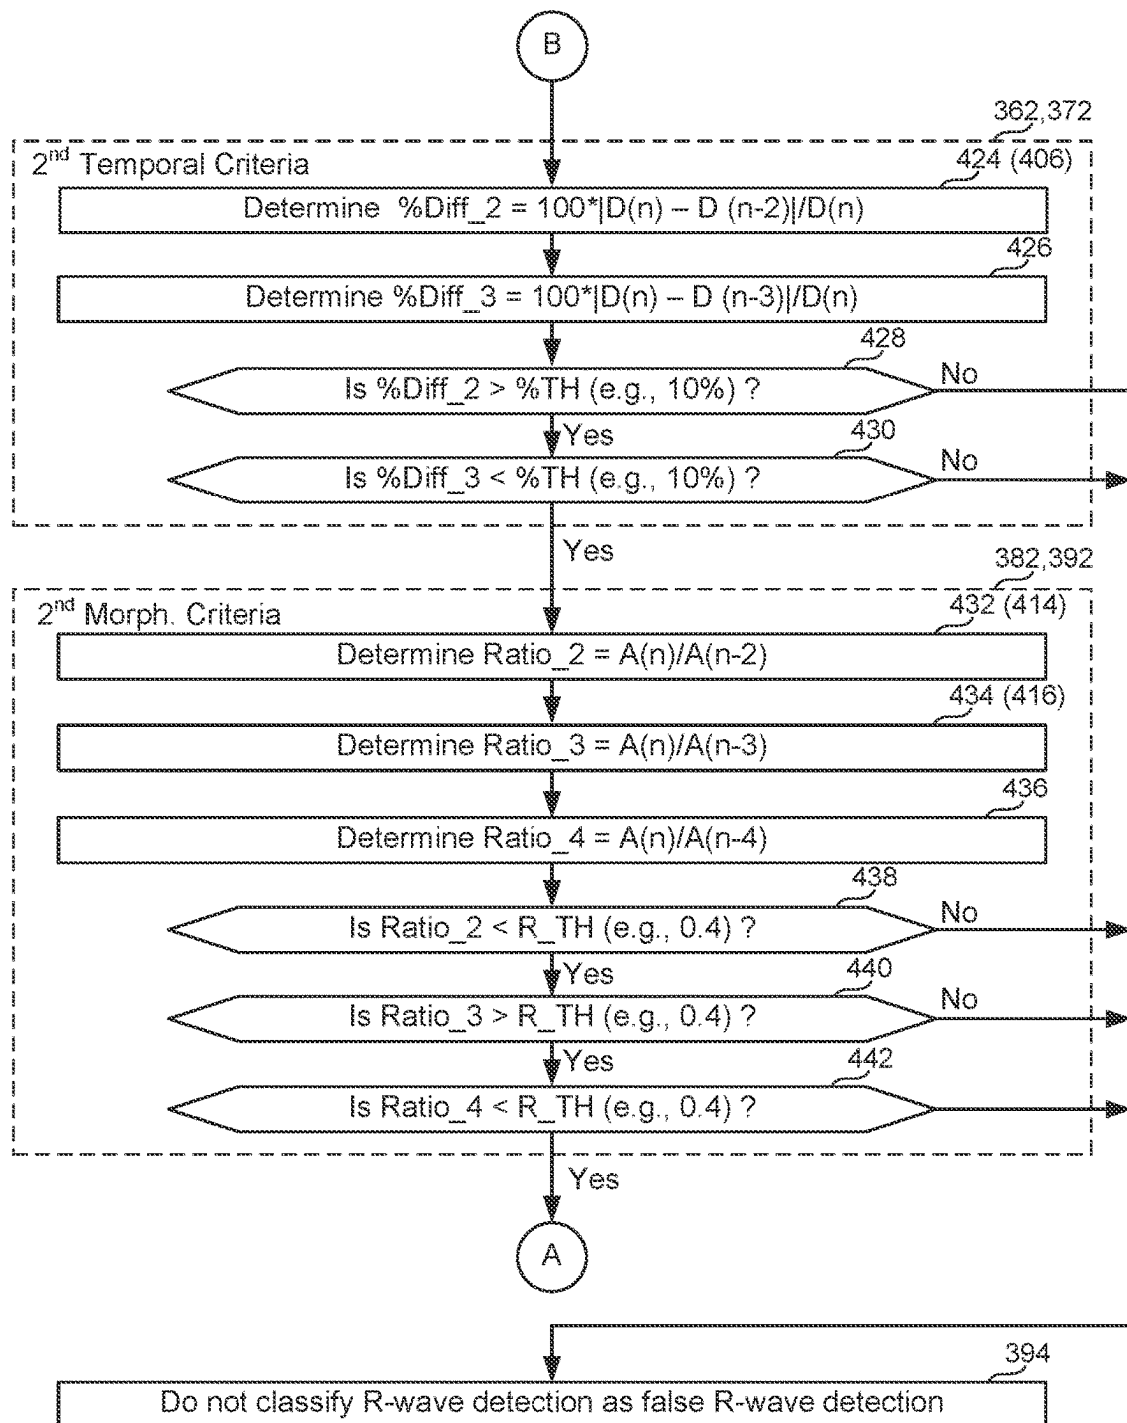 B
362,372
2nd Temporal Criteria
424 (406)
Determine %Diff_2 = 100*|D(n) – D (n-2)|/D(n)
426
Determine %Diff_3 = 100*|D(n) – D (n-3)|/D(n)
428
Is %Diff_2 > %TH (e.g., 10%) ?
No
Yes
430
Is %Diff_3 < %TH (e.g., 10%) ?
No
Yes
382,392
2nd Morph. Criteria
432 (414)
Determine Ratio_2 = A(n)/A(n-2)
434 (416)
Determine Ratio_3 = A(n)/A(n-3)
436
Determine Ratio_4 = A(n)/A(n-4)
438
Is Ratio_2 < R_TH (e.g., 0.4) ?
No
Yes
440
Is Ratio_3 > R_TH (e.g., 0.4) ?
No
Yes
442
Is Ratio_4 < R_TH (e.g., 0.4) ?
Yes
A
394
Do not classify R-wave detection as false R-wave detection